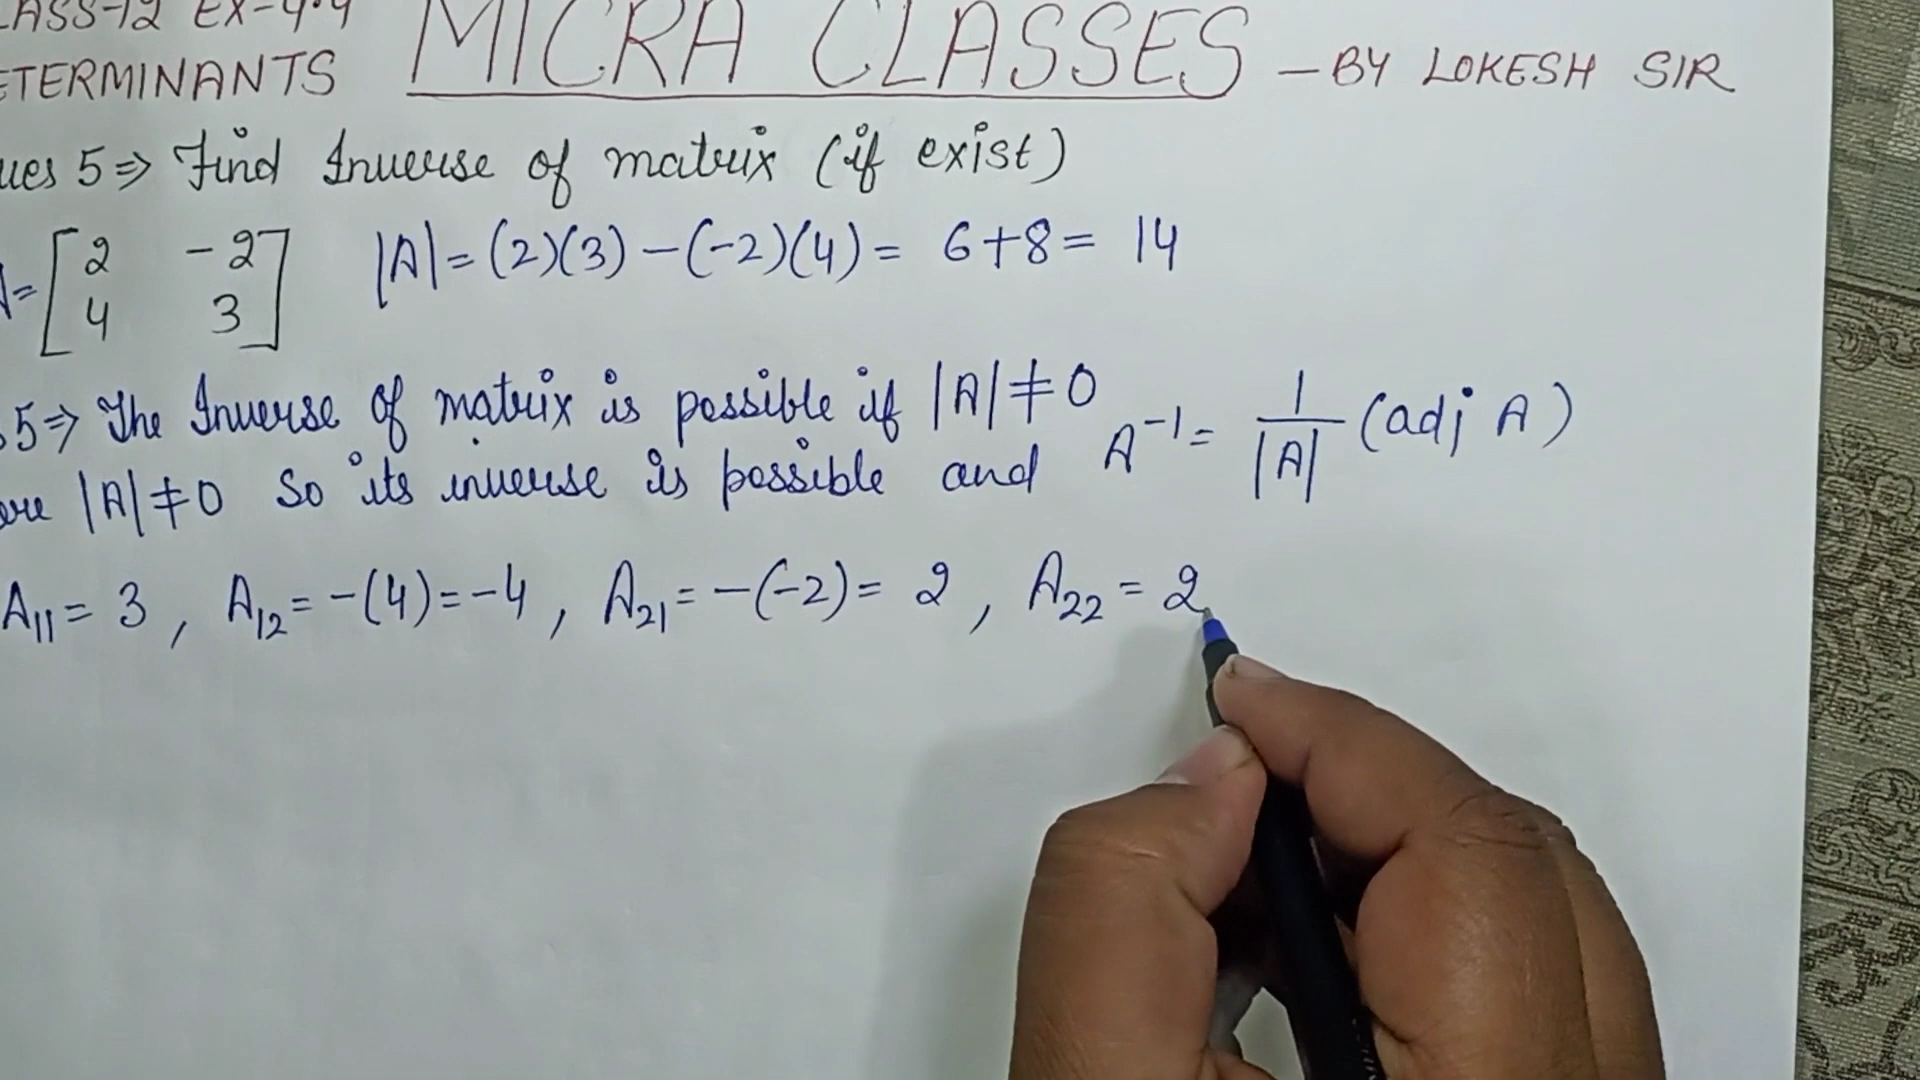 LASS-12 EX-4.4
ETERMINANTS MICRA CLASSES - BY LOKESH SIR
ues 5⇒ Find Inverse of matrix (if exist)
A = [2 -2
4 3] |A| = (2)(3) - (-2)(4) = 6+8 = 14
5⇒ The Inverse of matrix is possible if |A| ≠ 0
ere |A| ≠ 0 So its inverse is possible and A⁻¹ = 1/|A| (adj A)
A₁₁ = 3, A₁₂ = -(4) = -4, A₂₁ = -(-2) = 2, A₂₂ = 2